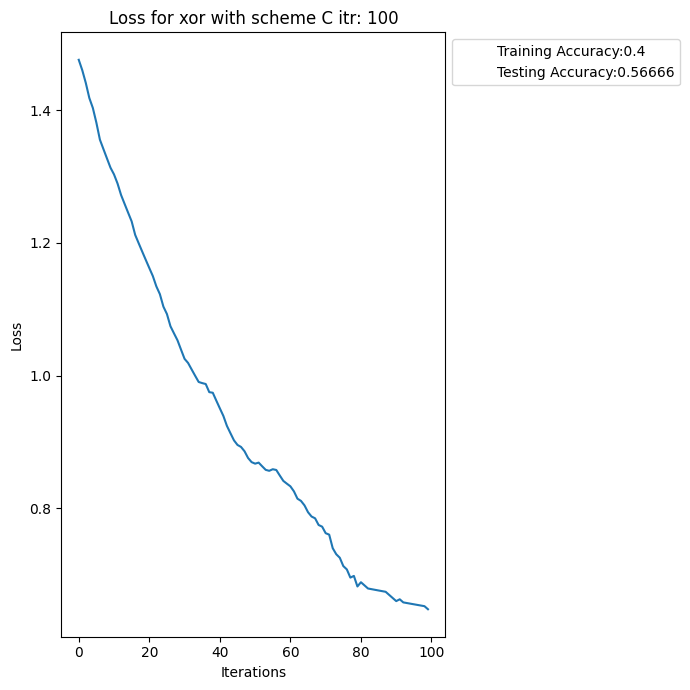 Loss for xor with scheme C itr: 100
Training Accuracy:0.4
Testing Accuracy:0.56666
1.4
1.2
1.0
0.8
Loss
0 20 40 60 80 100
Iterations